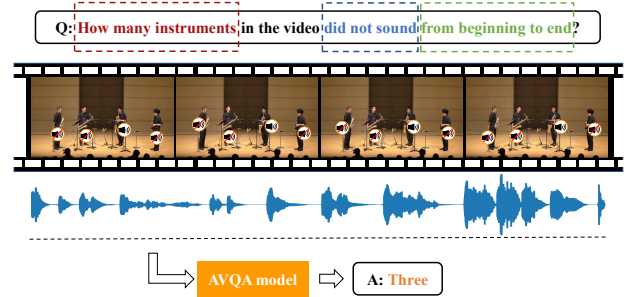 Q: How many instruments in the video did not sound from beginning to end?
AVQA model
A: Three